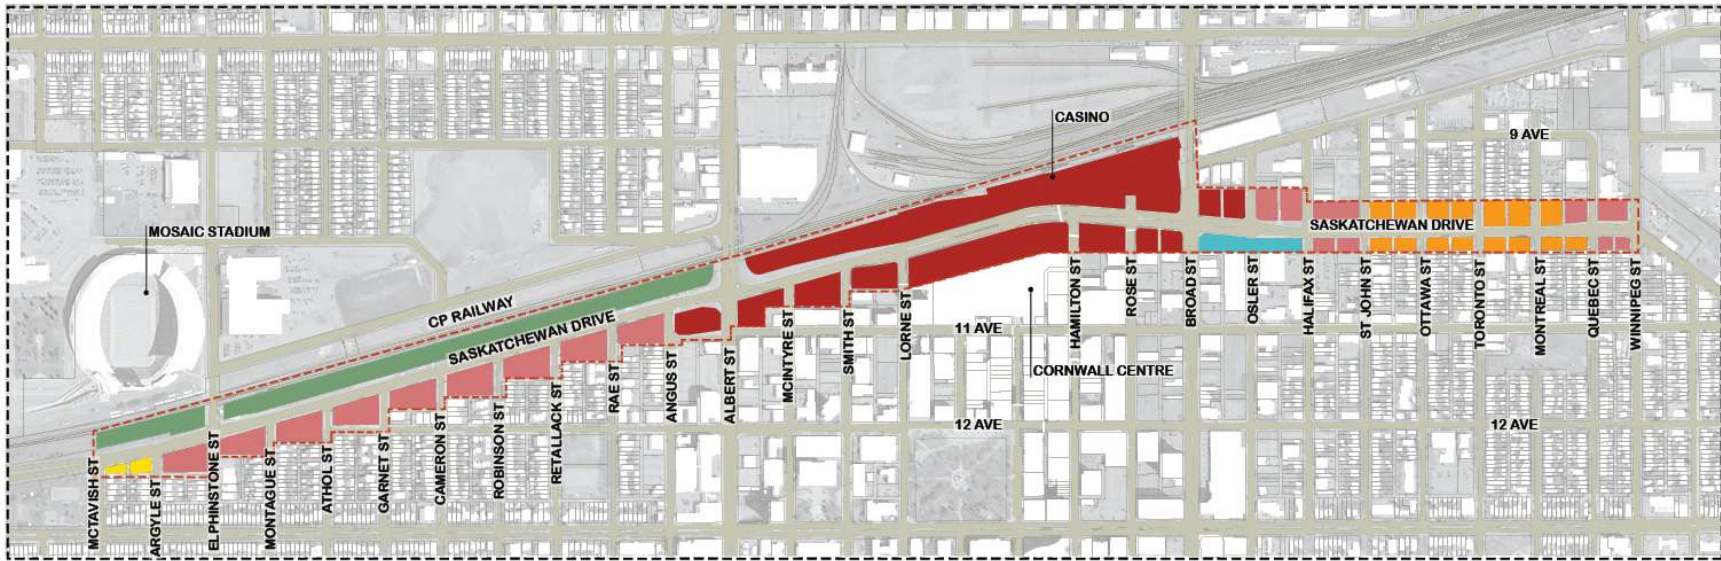 CASINO
9 AVE
MOSAIC STADIUM
SASKATCHEWAN DRIVE
CP RAILWAY
SASKATCHEWAN DRIVE
11 AVE
CORNWALL CENTRE
12 AVE
12 AVE
MCTAVISH ST
ARGYLE ST
ELPHINSTONE ST
MONTAGUE ST
ATHOL ST
GARNET ST
CAMERON ST
ROBINSON ST
RETALLACK ST
RAE ST
ANGUS ST
ALBERT ST
MCINTYRE ST
SMITH ST
LORNE ST
HAMILTON ST
ROSE ST
BROAD ST
OSLER ST
HALIFAX ST
ST JOHN ST
OTTAWA ST
TORONTO ST
MONTREAL ST
QUEBEC ST
WINNIPEG ST